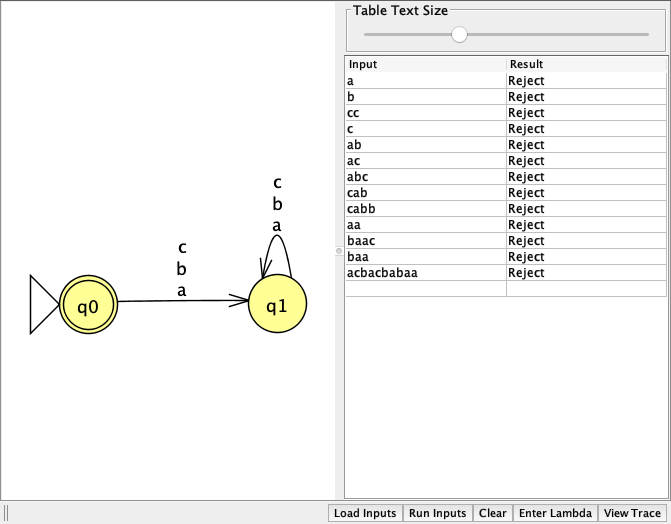 Table Text Size
Input Result
a Reject
b Reject
cc Reject
c Reject
ab Reject
ac Reject
abc Reject
cab Reject
cabb Reject
aa Reject
baac Reject
baa Reject
acbacbabaa Reject
c
b
a
c
b
a
q0
q1
Load Inputs Run Inputs Clear Enter Lambda View Trace